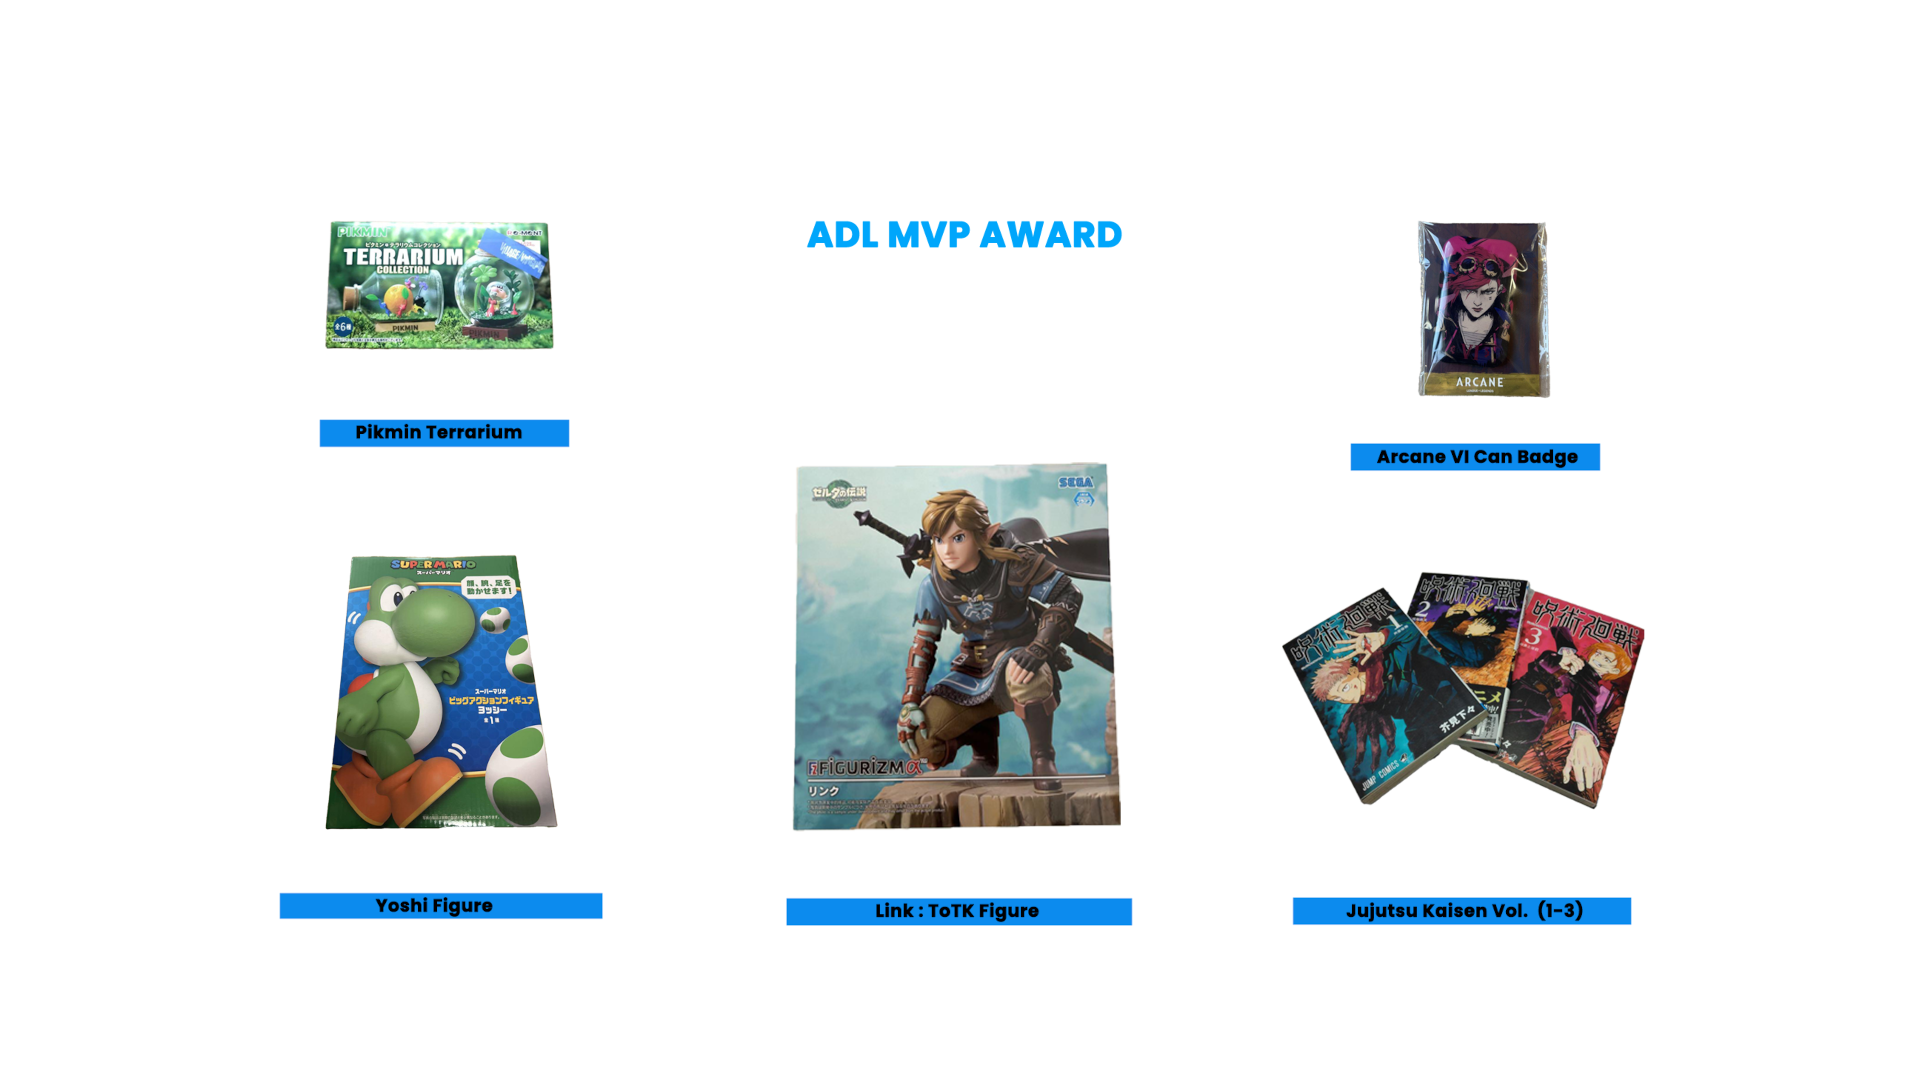 ADL MVP AWARD
PIKMIN
RE-MENT
ピクミン テラリウムコレクション
TERRARIUM
COLLECTION
PIKMIN
PIKMIN
全6種
Pikmin Terrarium
ARCANE
Arcane VI Can Badge
SUPER MARIO
スーパーマリオ
頭、腕、足を
動かせます!
スーパーマリオ
ビッグアクションフィギュア
ヨッシー
全1種
Yoshi Figure
ゼルダの伝説
SEGA
FiGURiZMα
リンク
Link : ToTK Figure
呪術廻戦
1
芥見下々
JUMP COMICS
呪術廻戦
2
呪術廻戦
3
Jujutsu Kaisen Vol. (1-3)